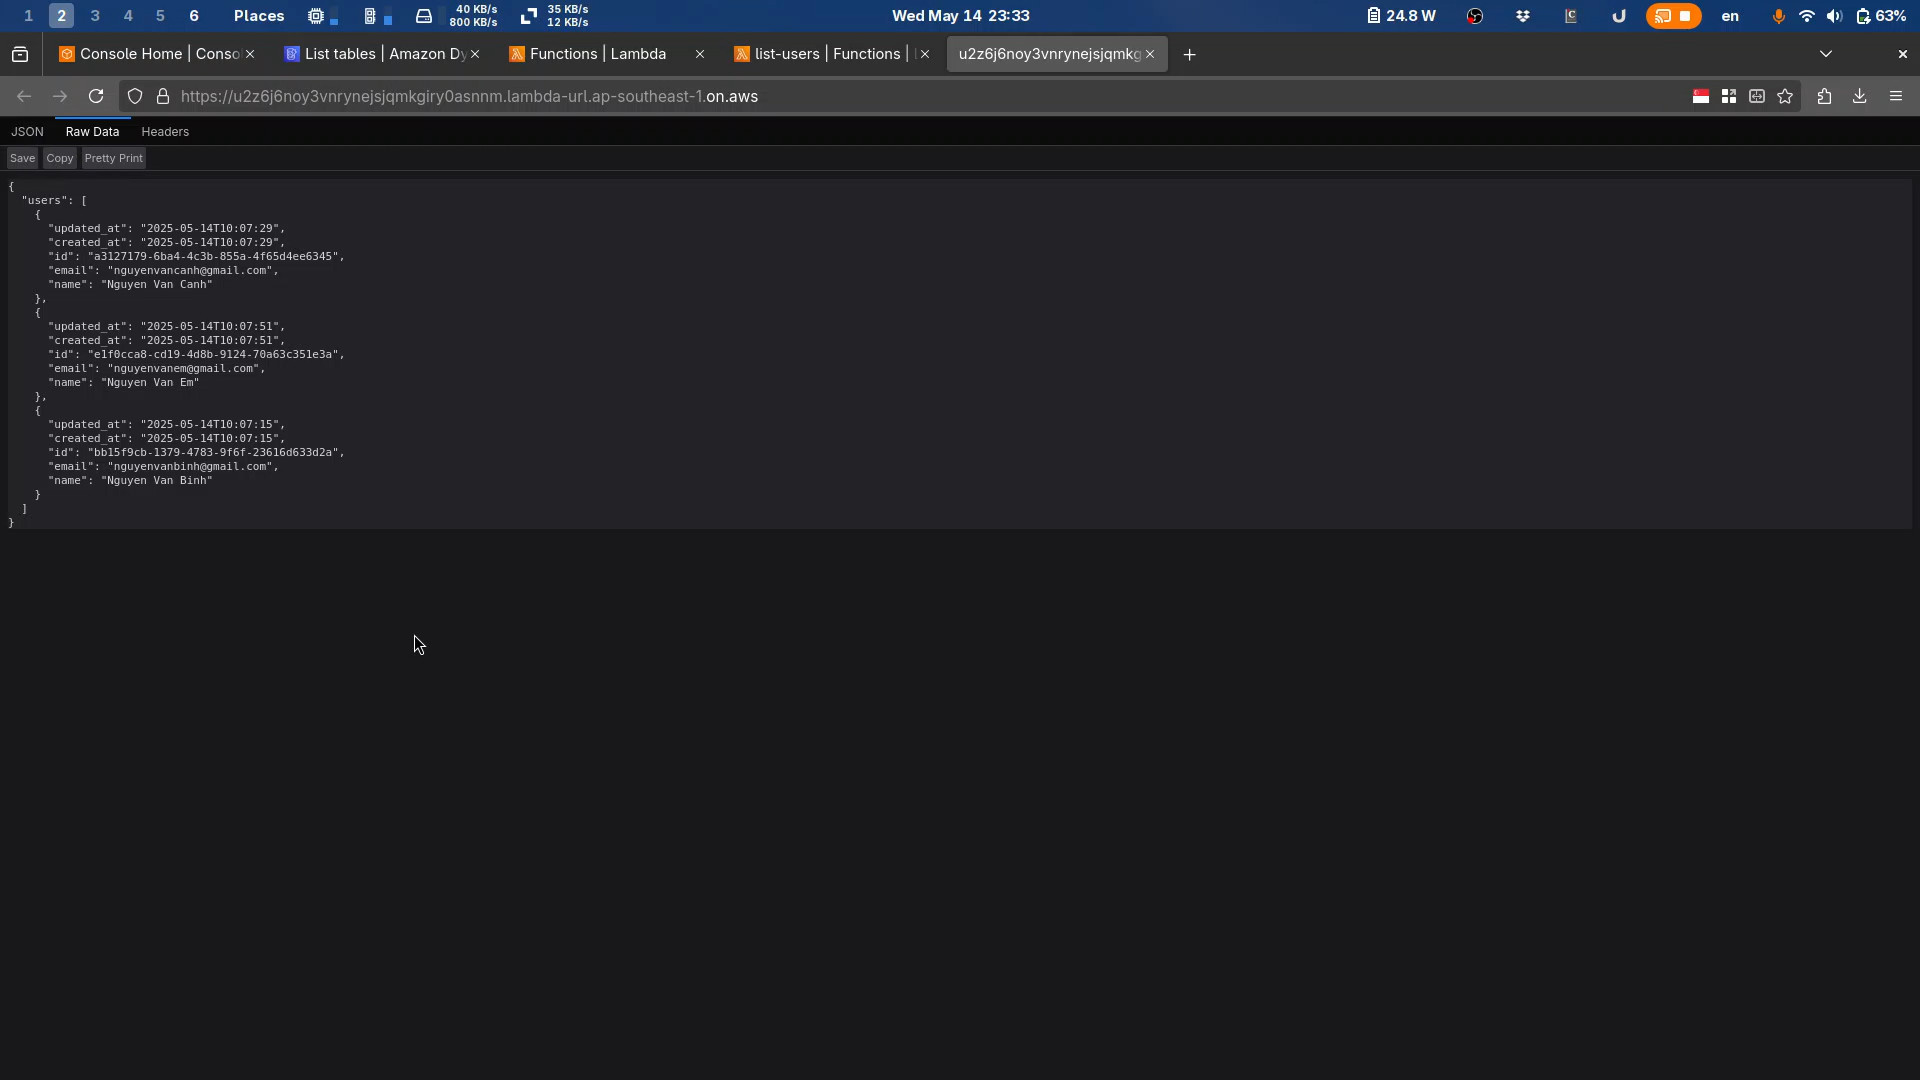 1 2 3 4 5 6 Places 40 KB/s 35 KB/s Wed May 14 23:33 24.8 W en 63%
800 KB/s 12 KB/s
Console Home | Conso List tables | Amazon Dy Functions | Lambda list-users | Functions | u2z6j6noy3vnrynejsjqmkg
https://u2z6j6noy3vnrynejsjqmkgiry0asnnm.lambda-url.ap-southeast-1.on.aws
JSON Raw Data Headers
Save Copy Pretty Print
{
"users": [
{
"updated_at": "2025-05-14T10:07:29",
"created_at": "2025-05-14T10:07:29",
"id": "a3127179-6ba4-4c3b-855a-4f65d4ee6345",
"email": "nguyenvancanh@gmail.com",
"name": "Nguyen Van Canh"
},
{
"updated_at": "2025-05-14T10:07:51",
"created_at": "2025-05-14T10:07:51",
"id": "e1f0cca8-cd19-4d8b-9124-70a63c351e3a",
"email": "nguyenvanem@gmail.com",
"name": "Nguyen Van Em"
},
{
"updated_at": "2025-05-14T10:07:15",
"created_at": "2025-05-14T10:07:15",
"id": "bb15f9cb-1379-4783-9f6f-23616d633d2a",
"email": "nguyenvanbinh@gmail.com",
"name": "Nguyen Van Binh"
}
]
}